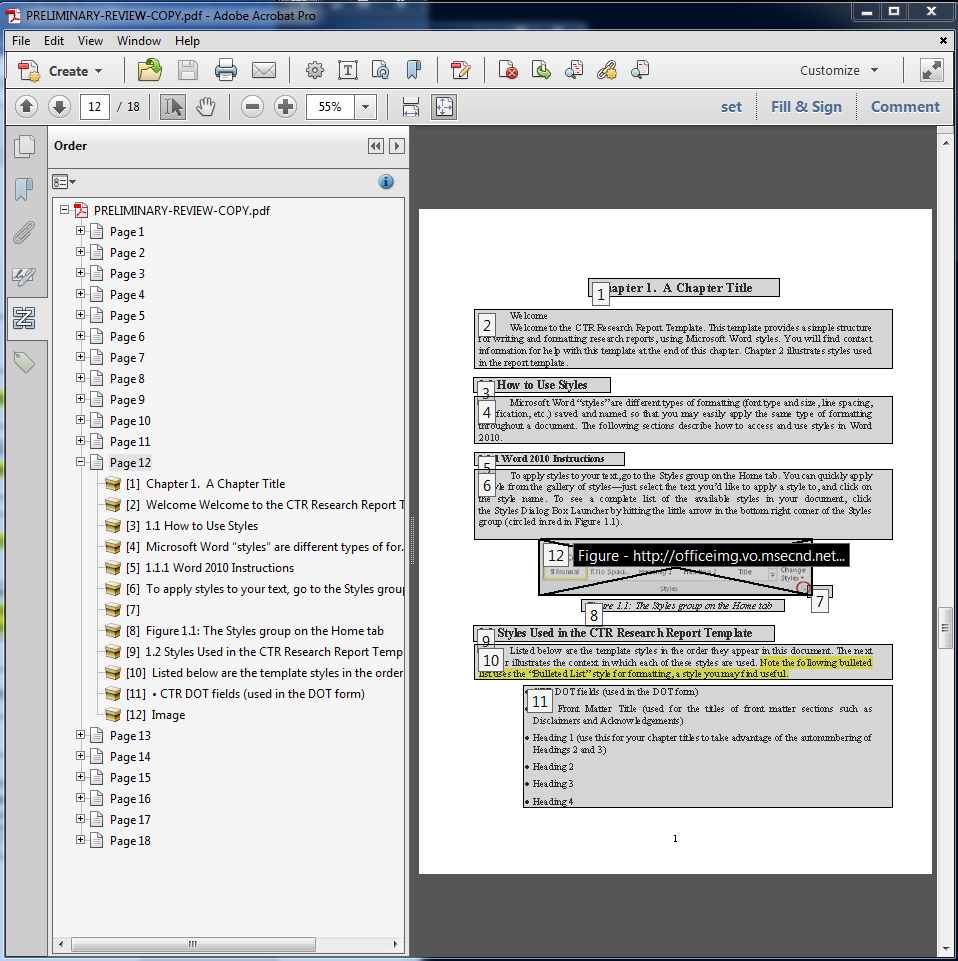 PRELIMINARY-REVIEW-COPY.pdf - Adobe Acrobat Pro
File Edit View Window Help
Create Customize
12 / 18 55% set Fill & Sign Comment
Order
PRELIMINARY-REVIEW-COPY.pdf
Page 1
Page 2
Page 3
Page 4
Page 5
Page 6
Page 7
Page 8
Page 9
Page 10
Page 11
Page 12
[1] Chapter 1. A Chapter Title
[2] Welcome Welcome to the CTR Research Report T
[3] 1.1 How to Use Styles
[4] Microsoft Word “styles” are different types of for...
[5] 1.1.1 Word 2010 Instructions
[6] To apply styles to your text, go to the Styles group
[7]
[8] Figure 1.1: The Styles group on the Home tab
[9] 1.2 Styles Used in the CTR Research Report Temp
[10] Listed below are the template styles in the order
[11] • CTR DOT fields (used in the DOT form)
[12] Image
Page 13
Page 14
Page 15
Page 16
Page 17
Page 18
1 apter 1. A Chapter Title
2 Welcome
Welcome to the CTR Research Report Template. This template provides a simple structure
for writing and formatting research reports, using Microsoft Word styles. You will find contact
information for help with this template at the end of this chapter. Chapter 2 illustrates styles used
in the report template.
3 How to Use Styles
4 Microsoft Word “styles” are different types of formatting (font type and size, line spacing,
fication, etc.) saved and named so that you may easily apply the same type of formatting
throughout a document. The following sections describe how to access and use styles in Word
2010.
5 1 Word 2010 Instructions
6 To apply styles to your text, go to the Styles group on the Home tab. You can quickly apply
le from the gallery of styles—just select the text you’d like to apply a style to, and click on
the style name. To see a complete list of the available styles in your document, click
the Styles Dialog Box Launcher by hitting the little arrow in the bottom right corner of the Styles
group (circled in red in Figure 1.1).
12 Figure - http://officeimg.vo.msecnd.net...
¶ Normal ¶ No Spaci... Heading 1 Heading 2 Title Change
Styles
Styles
7
8 Figure 1.1: The Styles group on the Home tab
9 Styles Used in the CTR Research Report Template
10 Listed below are the template styles in the order they appear in this document. The next
r illustrates the context in which each of these styles are used. Note the following bulleted
list uses the “Bulleted List” style for formatting, a style you may find useful.
11 • DOT fields (used in the DOT form)
• Front Matter Title (used for the titles of front matter sections such as
Disclaimers and Acknowledgements)
• Heading 1 (use this for your chapter titles to take advantage of the autonumbering of
Headings 2 and 3)
• Heading 2
• Heading 3
• Heading 4
1